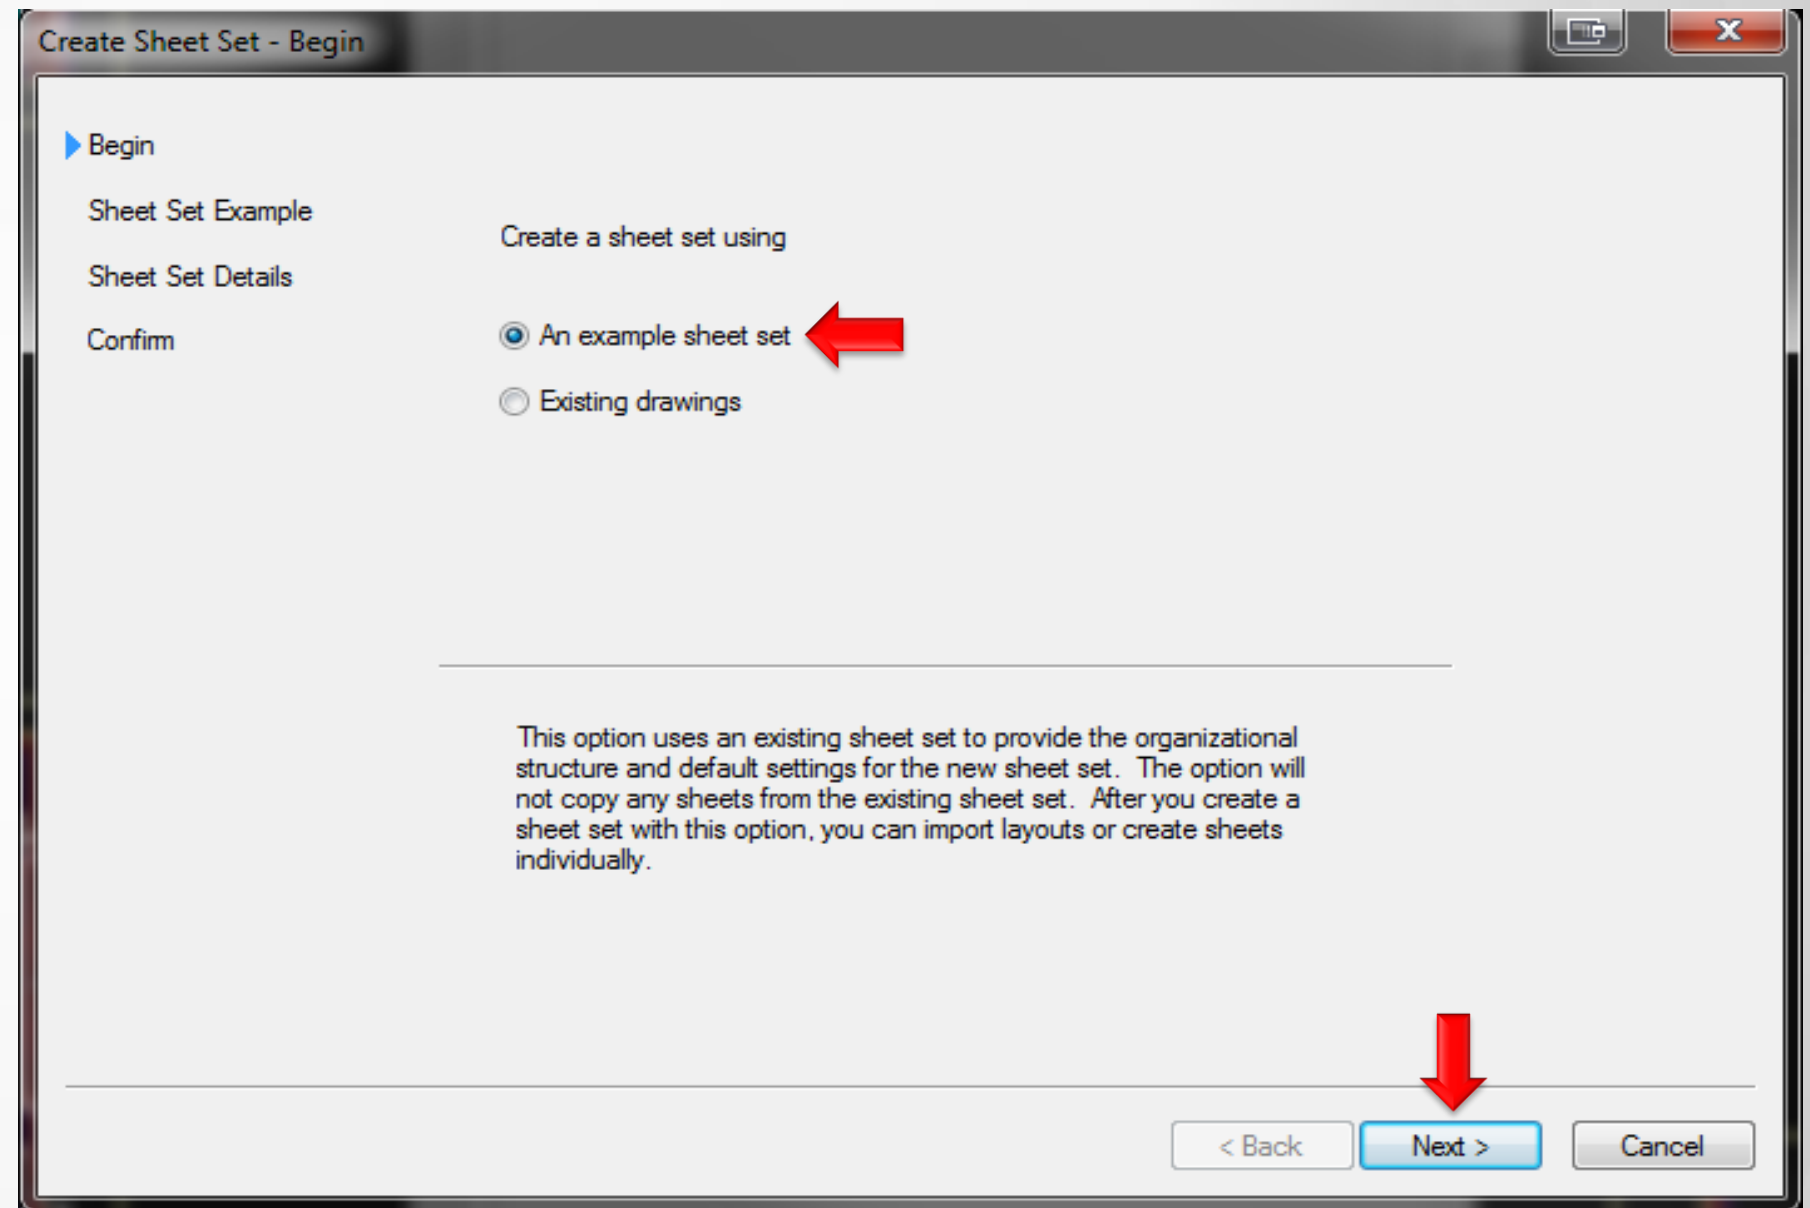 Create Sheet Set - Begin
Begin
Sheet Set Example
Sheet Set Details
Confirm
Create a sheet set using
An example sheet set
Existing drawings
This option uses an existing sheet set to provide the organizational
structure and default settings for the new sheet set.  The option will
not copy any sheets from the existing sheet set.  After you create a
sheet set with this option, you can import layouts or create sheets
individually.
< Back
Next >
Cancel